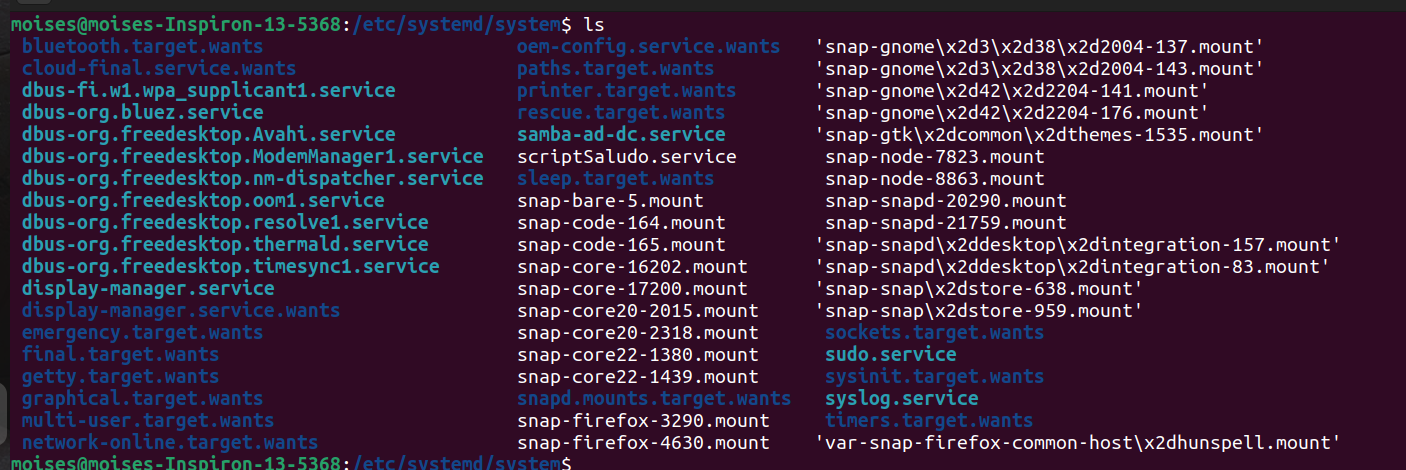 moises@moises-Inspiron-13-5368:/etc/systemd/system$ ls
bluetooth.target.wants oem-config.service.wants 'snap-gnome\x2d3\x2d38\x2d2004-137.mount'
cloud-final.service.wants paths.target.wants 'snap-gnome\x2d3\x2d38\x2d2004-143.mount'
dbus-fi.w1.wpa_supplicant1.service printer.target.wants 'snap-gnome\x2d42\x2d2204-141.mount'
dbus-org.bluez.service rescue.target.wants 'snap-gnome\x2d42\x2d2204-176.mount'
dbus-org.freedesktop.Avahi.service samba-ad-dc.service 'snap-gtk\x2dcommon\x2dthemes-1535.mount'
dbus-org.freedesktop.ModemManager1.service scriptSaludo.service snap-node-7823.mount
dbus-org.freedesktop.nm-dispatcher.service sleep.target.wants snap-node-8863.mount
dbus-org.freedesktop.oom1.service snap-bare-5.mount snap-snapd-20290.mount
dbus-org.freedesktop.resolve1.service snap-code-164.mount snap-snapd-21759.mount
dbus-org.freedesktop.thermald.service snap-code-165.mount 'snap-snapd\x2ddesktop\x2dintegration-157.mount'
dbus-org.freedesktop.timesync1.service snap-core-16202.mount 'snap-snapd\x2ddesktop\x2dintegration-83.mount'
display-manager.service snap-core-17200.mount 'snap-snap\x2dstore-638.mount'
display-manager.service.wants snap-core20-2015.mount 'snap-snap\x2dstore-959.mount'
emergency.target.wants snap-core20-2318.mount sockets.target.wants
final.target.wants snap-core22-1380.mount sudo.service
getty.target.wants snap-core22-1439.mount sysinit.target.wants
graphical.target.wants snapd.mounts.target.wants syslog.service
multi-user.target.wants snap-firefox-3290.mount timers.target.wants
network-online.target.wants snap-firefox-4630.mount 'var-snap-firefox-common-host\x2dhunspell.mount'
moises@moises-Inspiron-13-5368:/etc/systemd/system$